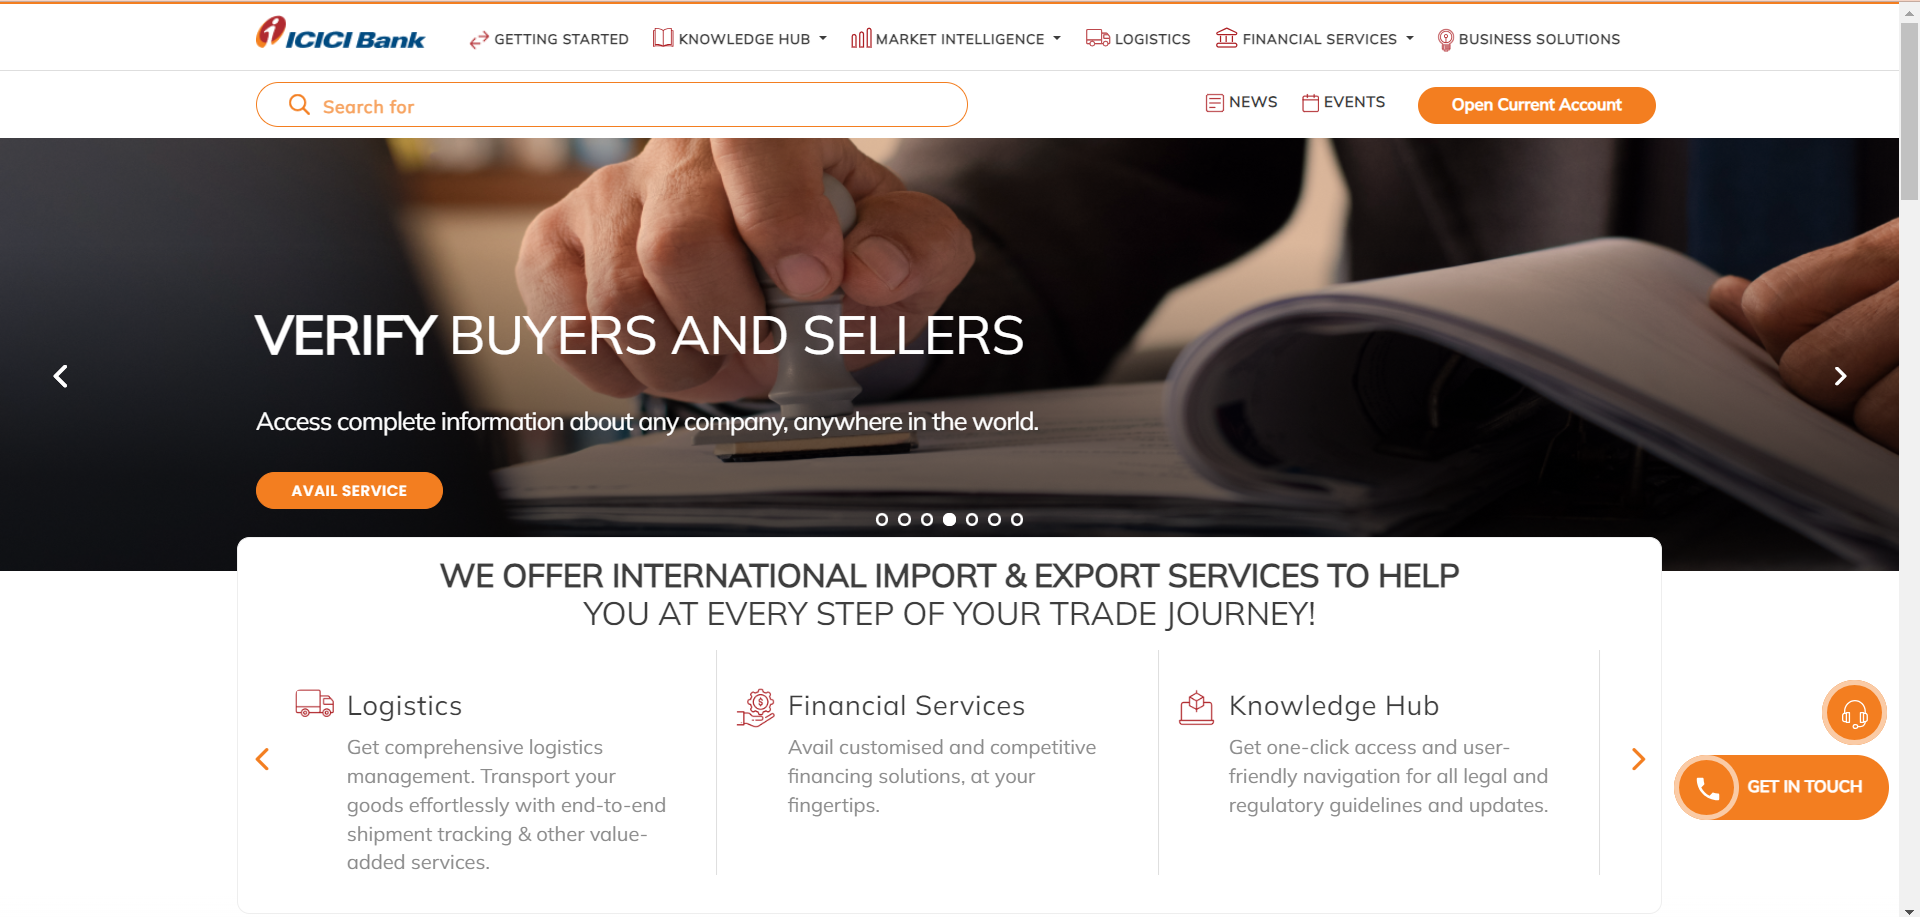 ICICI Bank
GETTING STARTED
KNOWLEDGE HUB
MARKET INTELLIGENCE
LOGISTICS
FINANCIAL SERVICES
BUSINESS SOLUTIONS
Search for
NEWS
EVENTS
Open Current Account
VERIFY BUYERS AND SELLERS
Access complete information about any company, anywhere in the world.
AVAIL SERVICE
WE OFFER INTERNATIONAL IMPORT & EXPORT SERVICES TO HELP
YOU AT EVERY STEP OF YOUR TRADE JOURNEY!
Logistics
Get comprehensive logistics
management. Transport your
goods effortlessly with end-to-end
shipment tracking & other value-
added services.
Financial Services
Avail customised and competitive
financing solutions, at your
fingertips.
Knowledge Hub
Get one-click access and user-
friendly navigation for all legal and
regulatory guidelines and updates.
GET IN TOUCH